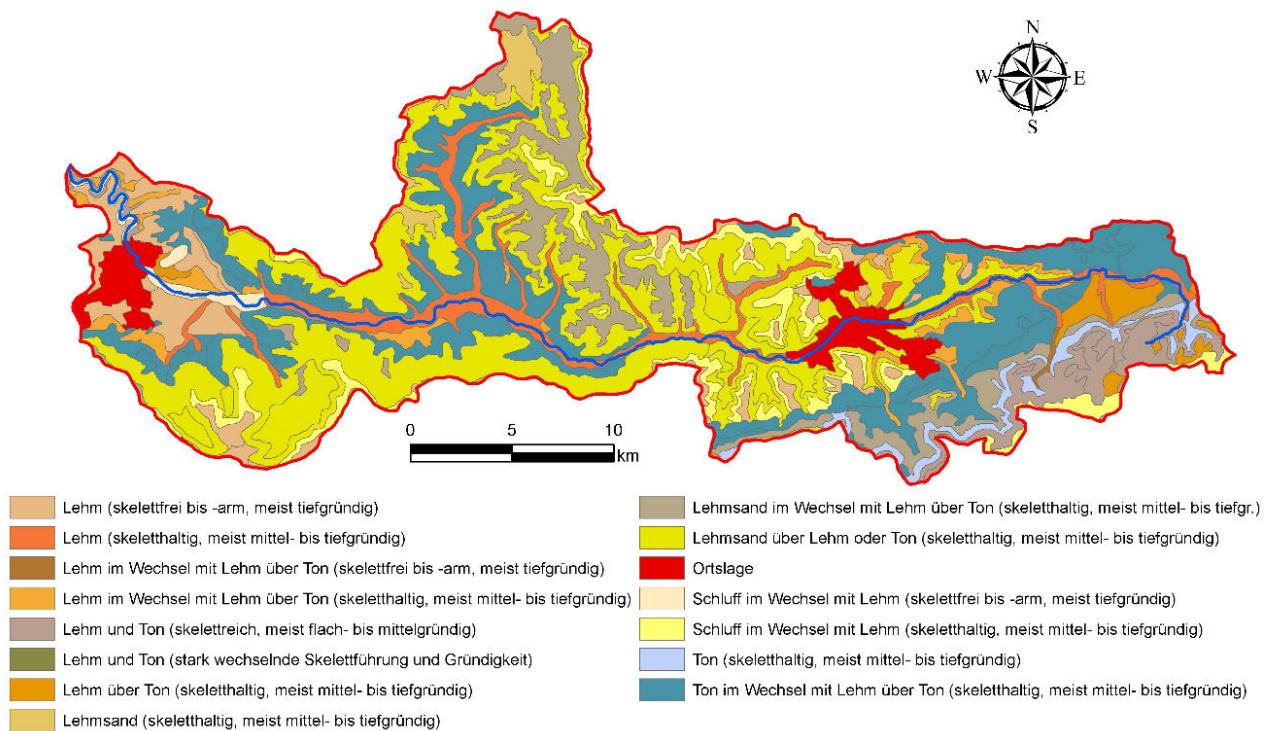 N
W E
S
0 5 10
km
Lehm (skelettfrei bis -arm, meist tiefgründig)
Lehm (skeletthaltig, meist mittel- bis tiefgründig)
Lehm im Wechsel mit Lehm über Ton (skelettfrei bis -arm, meist tiefgründig)
Lehm im Wechsel mit Lehm über Ton (skeletthaltig, meist mittel- bis tiefgründig)
Lehm und Ton (skelettreich, meist flach- bis mittelgründig)
Lehm und Ton (stark wechselnde Skelettführung und Gründigkeit)
Lehm über Ton (skeletthaltig, meist mittel- bis tiefgründig)
Lehmsand (skeletthaltig, meist mittel- bis tiefgründig)
Lehmsand im Wechsel mit Lehm über Ton (skeletthaltig, meist mittel- bis tiefgr.)
Lehmsand über Lehm oder Ton (skeletthaltig, meist mittel- bis tiefgründig)
Ortslage
Schluff im Wechsel mit Lehm (skelettfrei bis -arm, meist tiefgründig)
Schluff im Wechsel mit Lehm (skeletthaltig, meist mittel- bis tiefgründig)
Ton (skeletthaltig, meist mittel- bis tiefgründig)
Ton im Wechsel mit Lehm über Ton (skeletthaltig, meist mittel- bis tiefgründig)